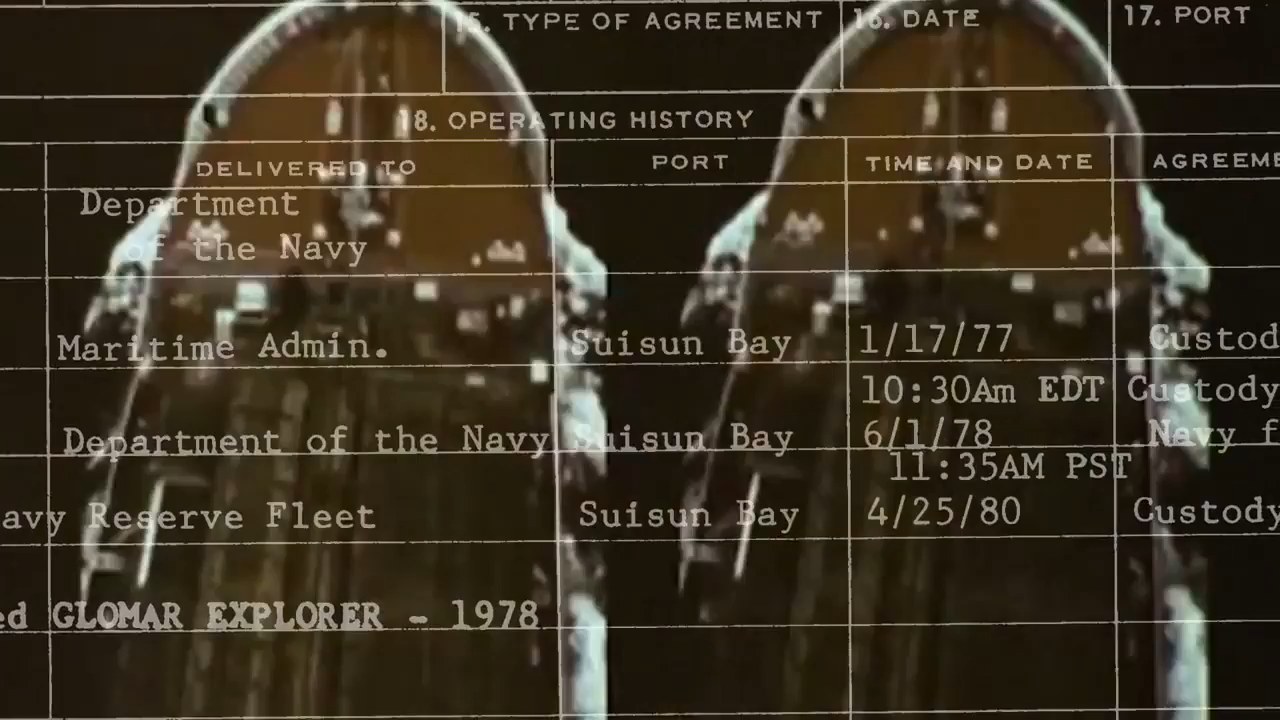 15. TYPE OF AGREEMENT 16. DATE 17. PORT
18. OPERATING HISTORY
DELIVERED TO PORT TIME AND DATE AGREEME
Department
of the Navy
Maritime Admin. Suisun Bay 1/17/77 Custod
10:30Am EDT Custody
Department of the Navy Suisun Bay 6/1/78 Navy f
11:35AM PST
avy Reserve Fleet Suisun Bay 4/25/80 Custody
ed GLOMAR EXPLORER - 1978